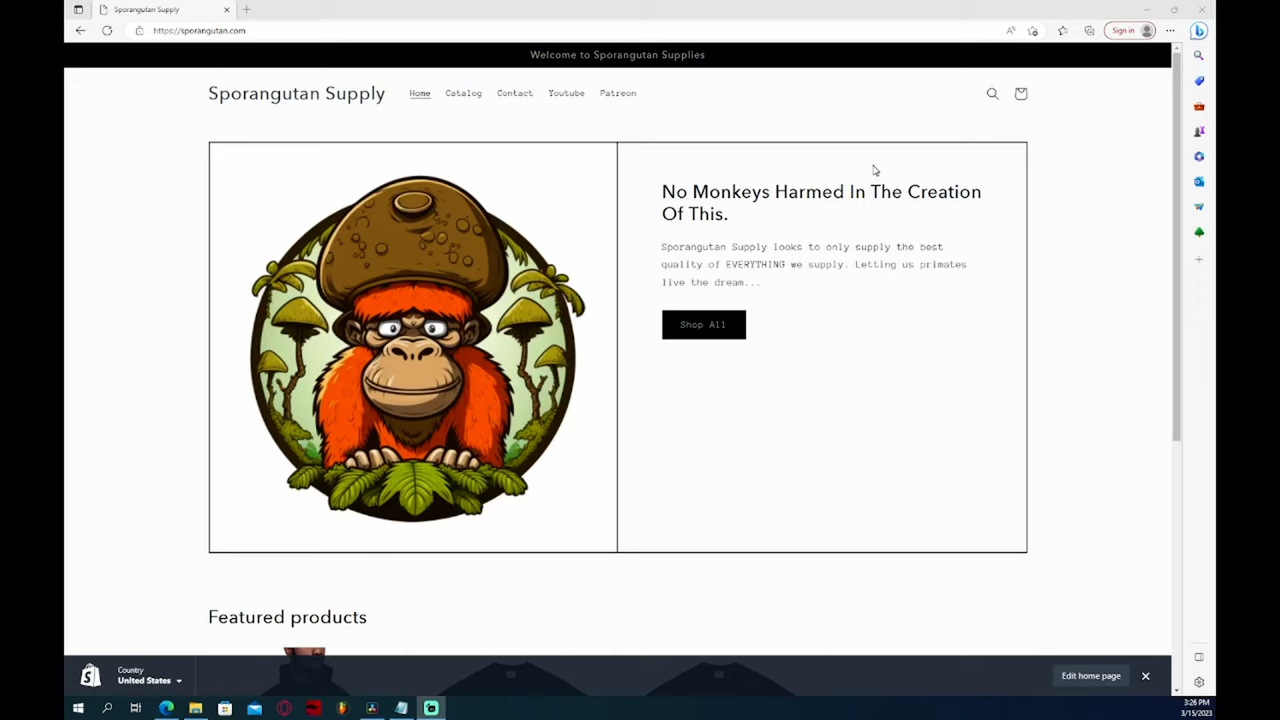 Sporangutan Supply
https://sporangutan.com
Sign in
Welcome to Sporangutan Supplies
Sporangutan Supply
Home
Catalog
Contact
Youtube
Patreon
No Monkeys Harmed In The Creation
Of This.
Sporangutan Supply looks to only supply the best
quality of EVERYTHING we supply. Letting us primates
live the dream...
Shop All
Featured products
Country
United States
Edit home page
3:26 PM
3/15/2023